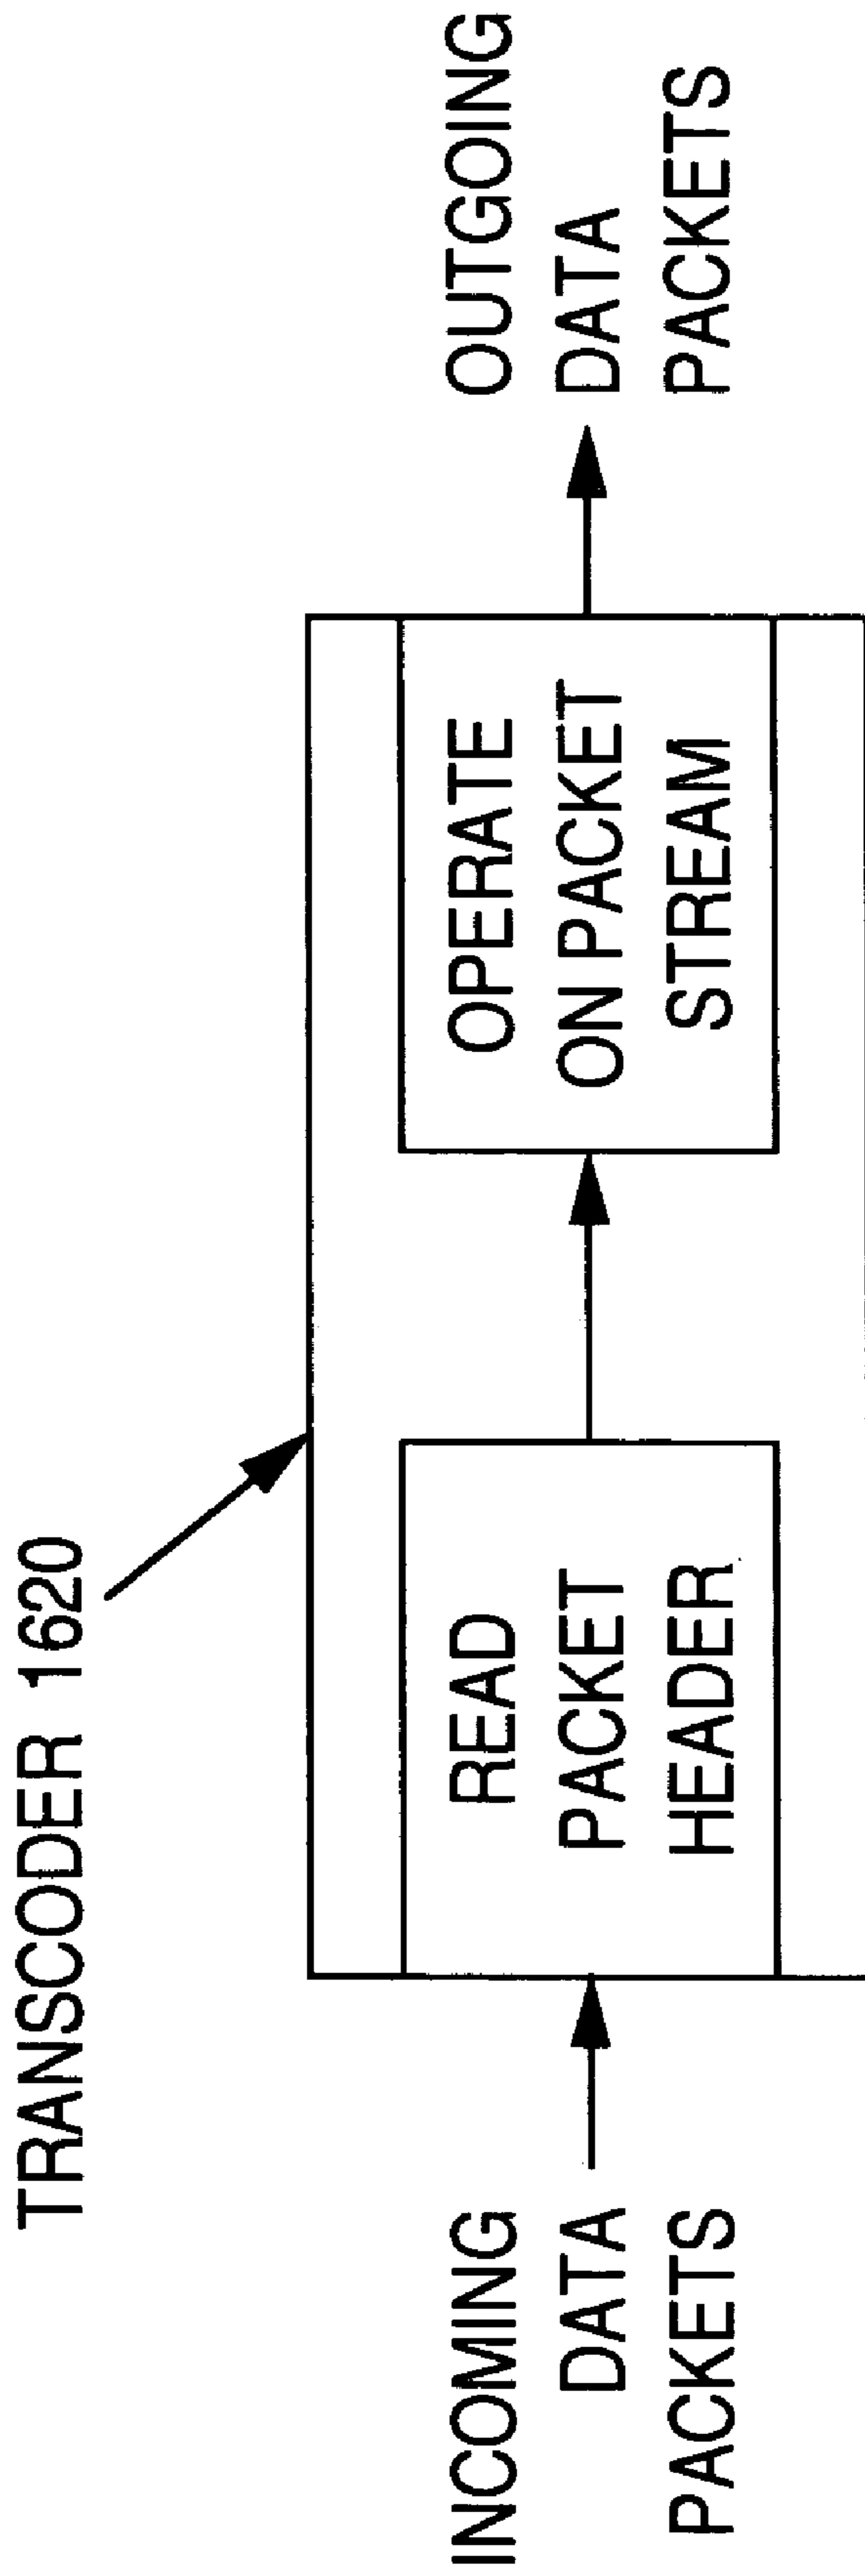 TRANSCODER 1620
INCOMING
DATA
PACKETS
READ
PACKET
HEADER
OPERATE
ON PACKET
STREAM
OUTGOING
DATA
PACKETS